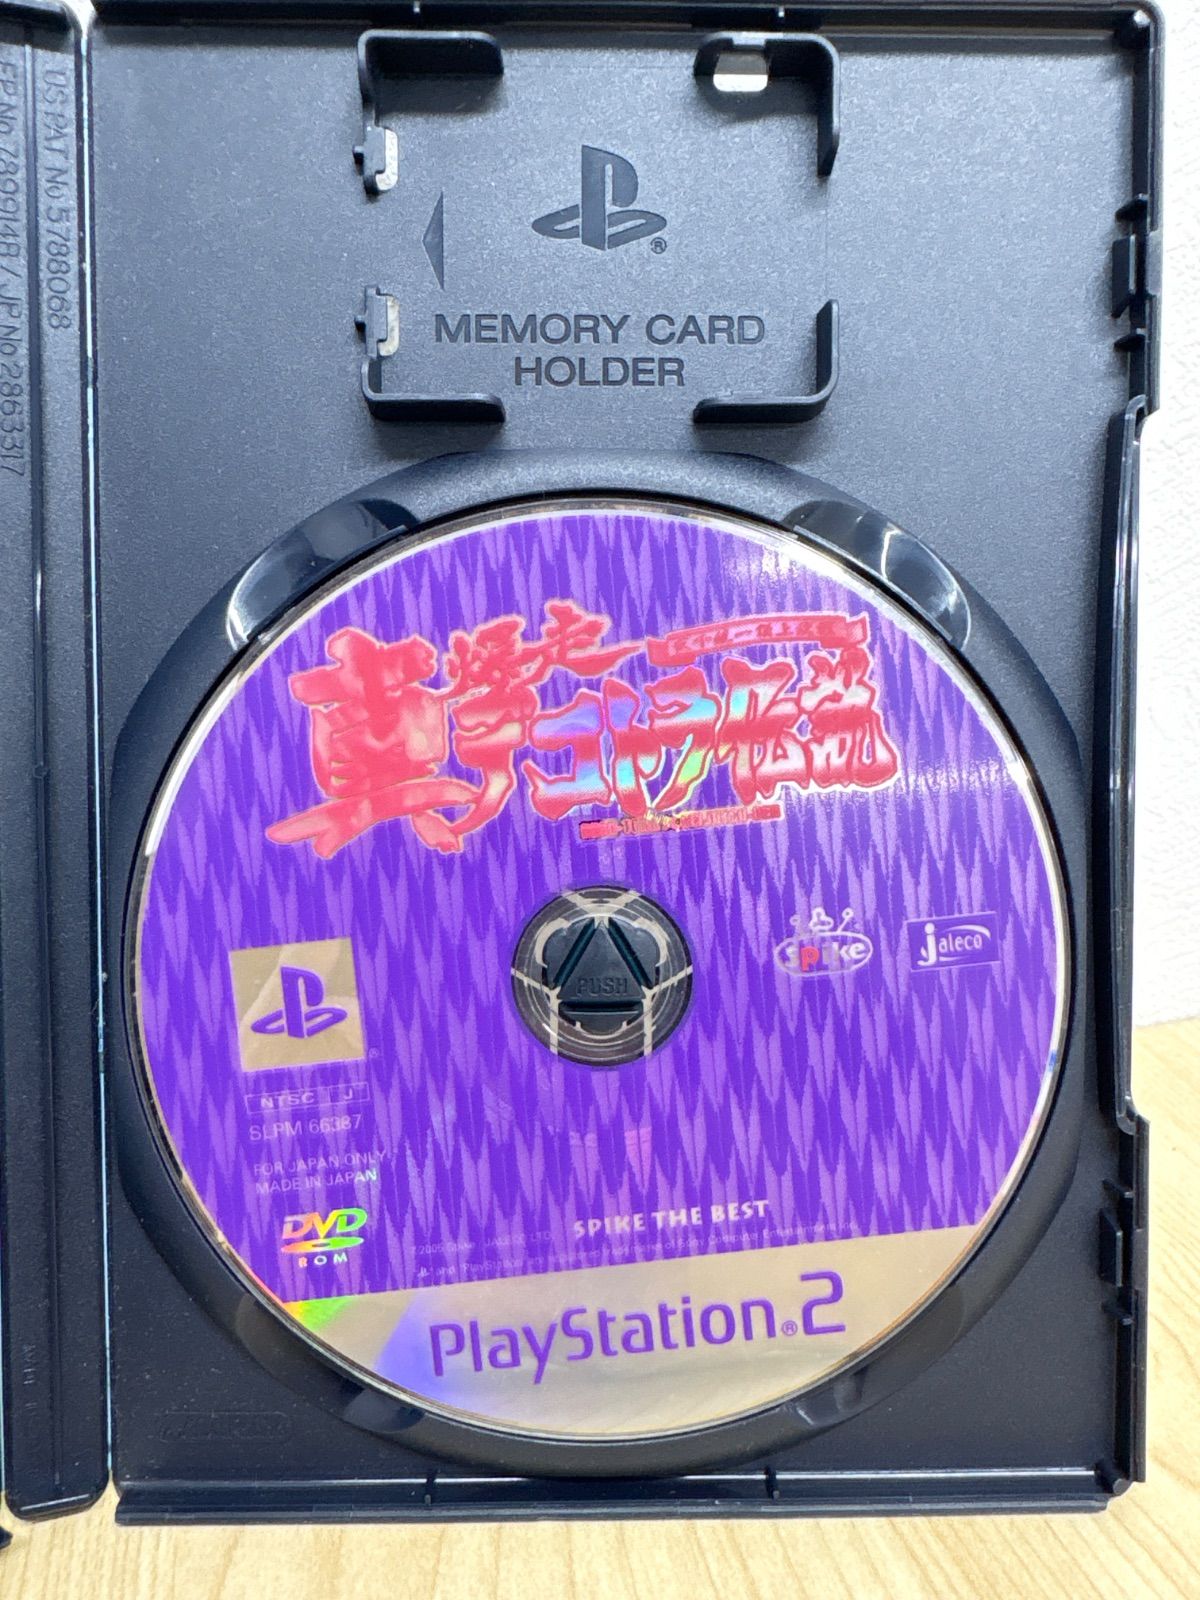 US PAT No 5788068
EP No 789914B / JP No 2863317
MEMORY CARD
HOLDER
真 爆走
デコトラ伝説
PUSH
spike
jaleco
NTSC J
SLPM 66387
FOR JAPAN ONLY
MADE IN JAPAN
DVD
ROM
SPIKE THE BEST
PlayStation®2